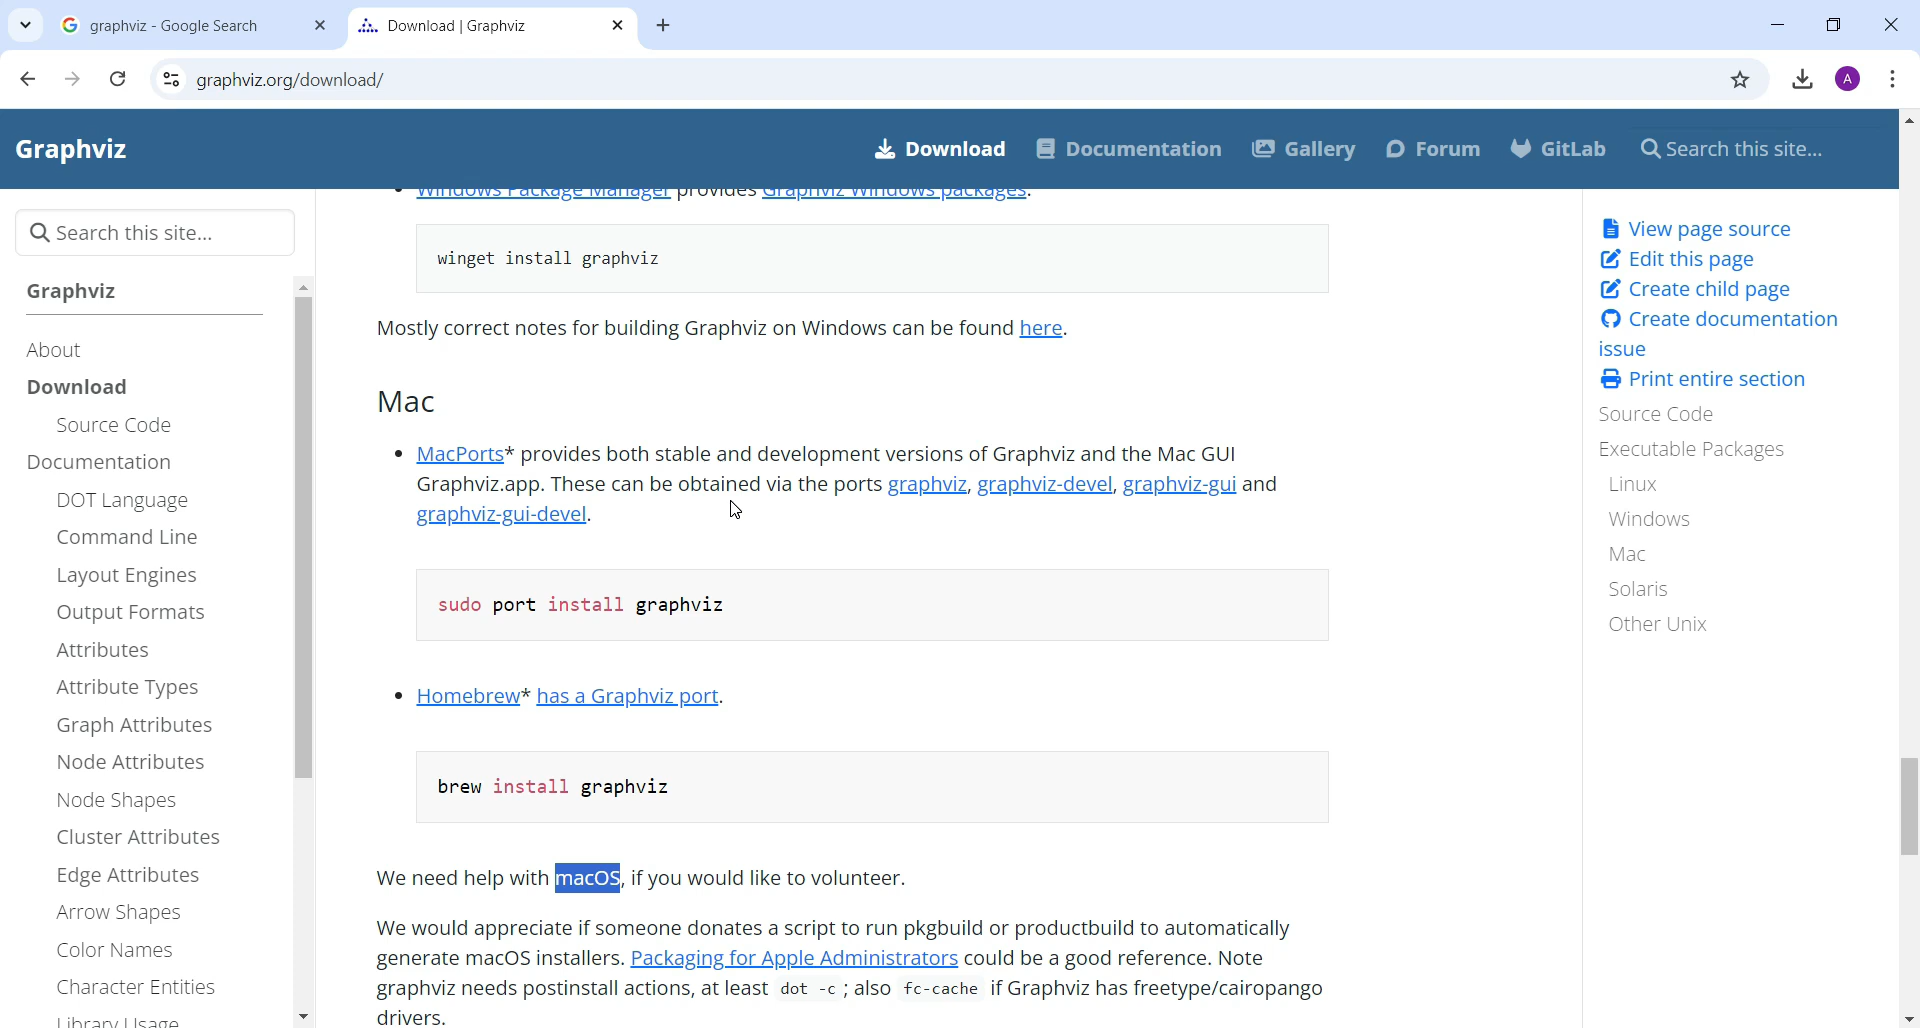 graphviz - Google Search
Download | Graphviz
graphviz.org/download/
A
Graphviz
Download
Documentation
Gallery
Forum
GitLab
Search this site...
Search this site...
Graphviz
About
Download
Source Code
Documentation
DOT Language
Command Line
Layout Engines
Output Formats
Attributes
Attribute Types
Graph Attributes
Node Attributes
Node Shapes
Cluster Attributes
Edge Attributes
Arrow Shapes
Color Names
Character Entities
Library Usage
• Windows Package Manager provides Graphviz Windows packages.
winget install graphviz
Mostly correct notes for building Graphviz on Windows can be found here.
Mac
• MacPorts* provides both stable and development versions of Graphviz and the Mac GUI
Graphviz.app. These can be obtained via the ports graphviz, graphviz-devel, graphviz-gui and
graphviz-gui-devel.
sudo port install graphviz
• Homebrew* has a Graphviz port.
brew install graphviz
We need help with macOS, if you would like to volunteer.
We would appreciate if someone donates a script to run pkgbuild or productbuild to automatically
generate macOS installers. Packaging for Apple Administrators could be a good reference. Note
graphviz needs postinstall actions, at least dot -c ; also fc-cache if Graphviz has freetype/cairopango
drivers.
View page source
Edit this page
Create child page
Create documentation
issue
Print entire section
Source Code
Executable Packages
Linux
Windows
Mac
Solaris
Other Unix